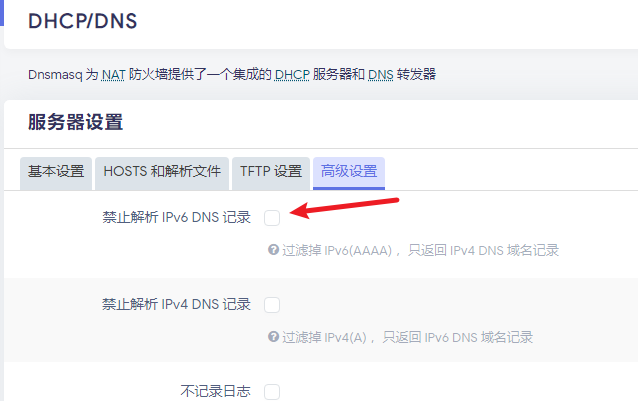 DHCP/DNS
Dnsmasq 为 NAT 防火墙提供了一个集成的 DHCP 服务器和 DNS 转发器
服务器设置
基本设置 HOSTS 和解析文件 TFTP 设置 高级设置
禁止解析 IPv6 DNS 记录
过滤掉 IPv6(AAAA) ，只返回 IPv4 DNS 域名记录
禁止解析 IPv4 DNS 记录
过滤掉 IPv4(A) ，只返回 IPv6 DNS 域名记录
不记录日志